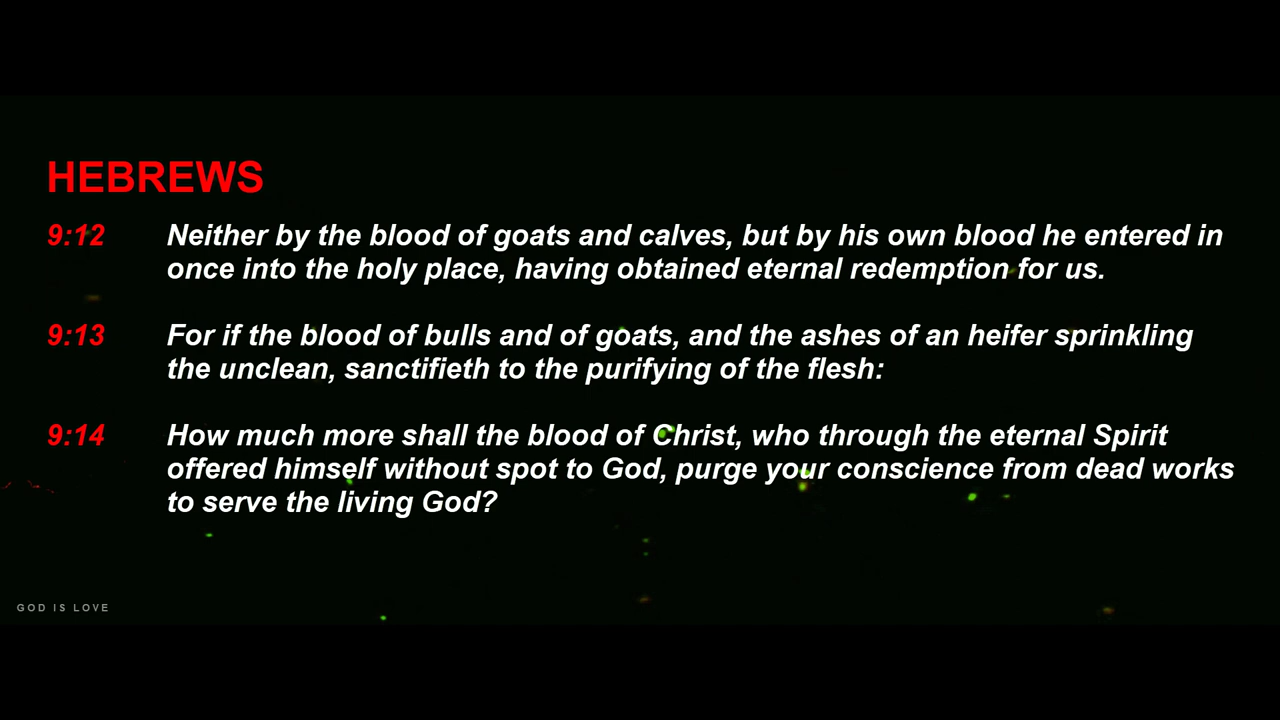 HEBREWS
9:12 Neither by the blood of goats and calves, but by his own blood he entered in
once into the holy place, having obtained eternal redemption for us.
9:13 For if the blood of bulls and of goats, and the ashes of an heifer sprinkling
the unclean, sanctifieth to the purifying of the flesh:
9:14 How much more shall the blood of Christ, who through the eternal Spirit
offered himself without spot to God, purge your conscience from dead works
to serve the living God?
GOD IS LOVE